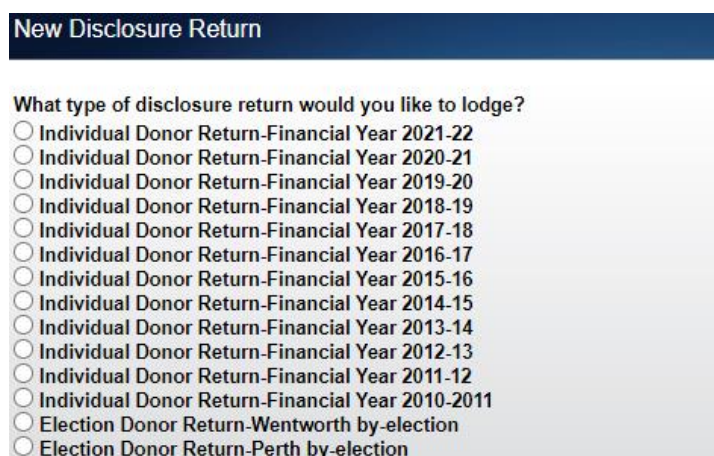 New Disclosure Return
What type of disclosure return would you like to lodge?
Individual Donor Return-Financial Year 2021-22
Individual Donor Return-Financial Year 2020-21
Individual Donor Return-Financial Year 2019-20
Individual Donor Return-Financial Year 2018-19
Individual Donor Return-Financial Year 2017-18
Individual Donor Return-Financial Year 2016-17
Individual Donor Return-Financial Year 2015-16
Individual Donor Return-Financial Year 2014-15
Individual Donor Return-Financial Year 2013-14
Individual Donor Return-Financial Year 2012-13
Individual Donor Return-Financial Year 2011-12
Individual Donor Return-Financial Year 2010-2011
Election Donor Return-Wentworth by-election
Election Donor Return-Perth by-election